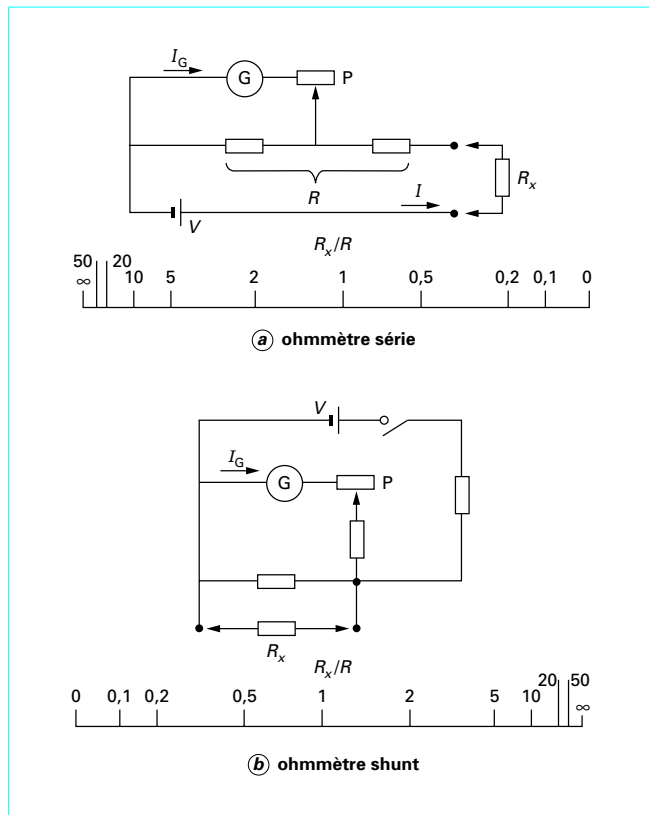 I_G
G P
R
R_x
I
V
R_x/R
50 20
∞ 10 5 2 1 0,5 0,2 0,1 0
a ohmmètre série
V
I_G
G P
R_x
R_x/R
0 0,1 0,2 0,5 1 2 5 10 20 50
∞
b ohmmètre shunt